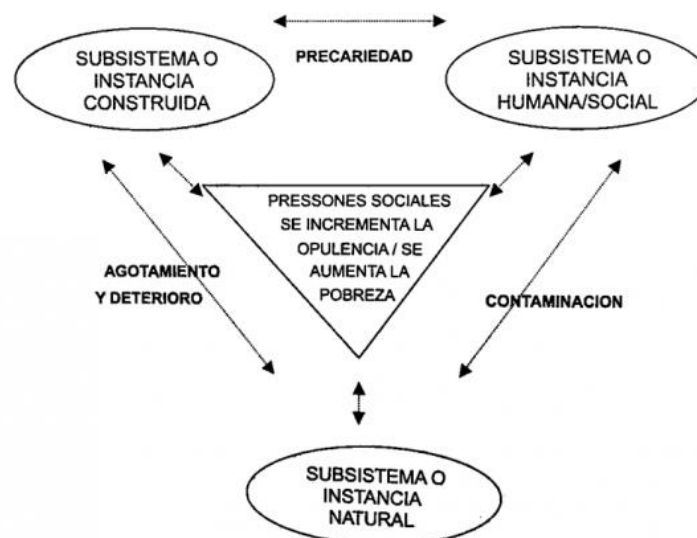 SUBSISTEMA O
INSTANCIA
CONSTRUIDA
PRECARIEDAD
SUBSISTEMA O
INSTANCIA
HUMANA/SOCIAL
PRESSONES SOCIALES
SE INCREMENTA LA
OPULENCIA / SE
AUMENTA LA
POBREZA
AGOTAMIENTO
Y DETERIORO
CONTAMINACION
SUBSISTEMA O
INSTANCIA
NATURAL